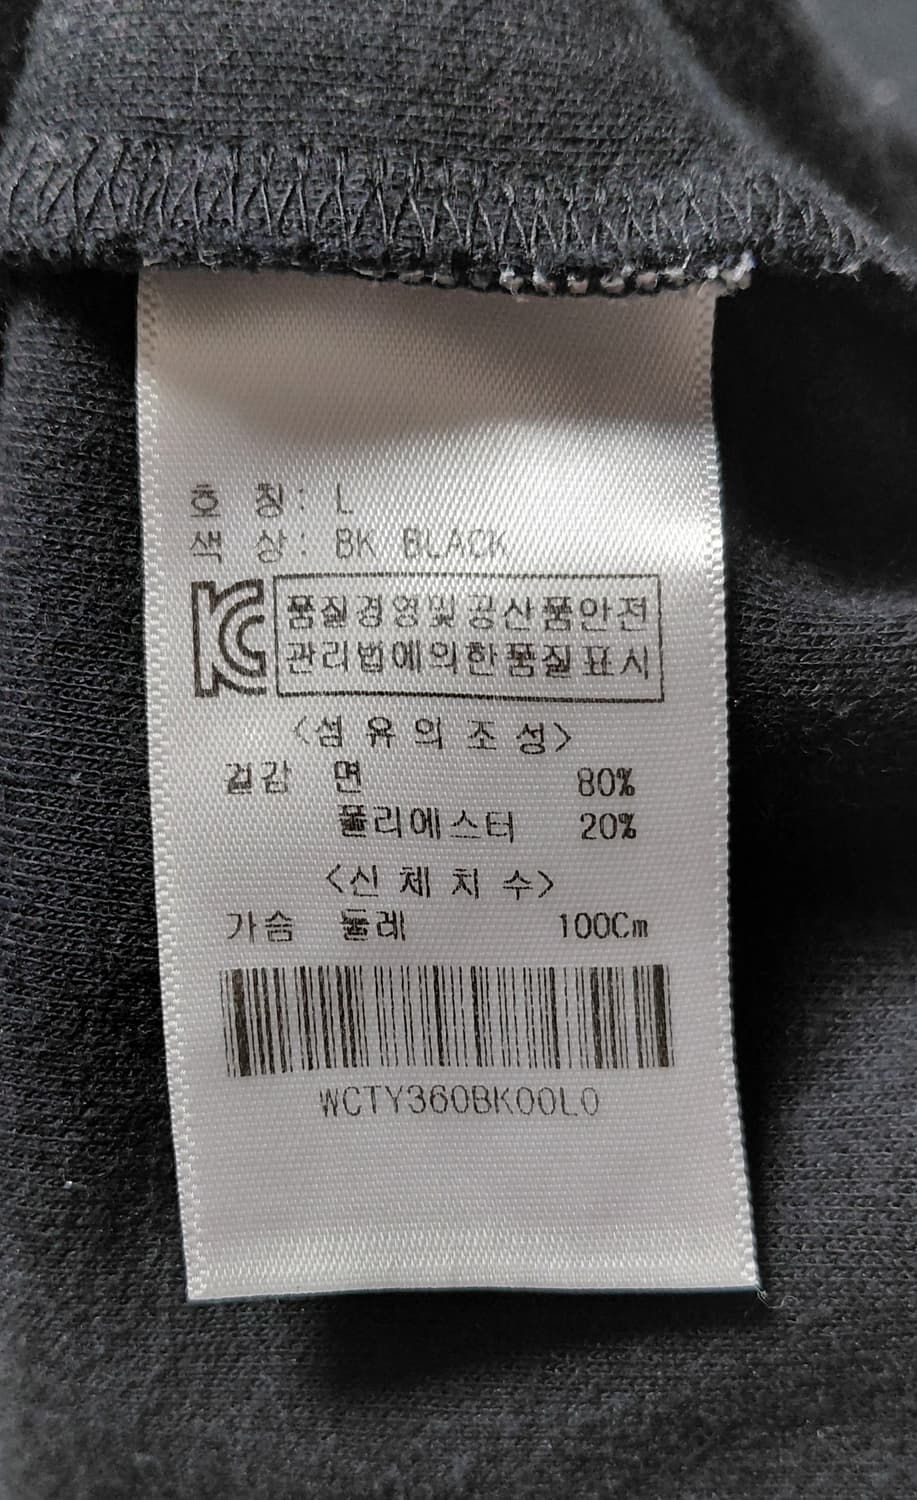 호 칭: L
색 상: BK BLACK
KC
품질경영및공산품안전
관리법에의한품질표시
<섬 유 의 조 성>
겉감 면 80%
폴리에스터 20%
<신 체 치 수>
가슴 둘레 100Cm
WCTY360BK00L0